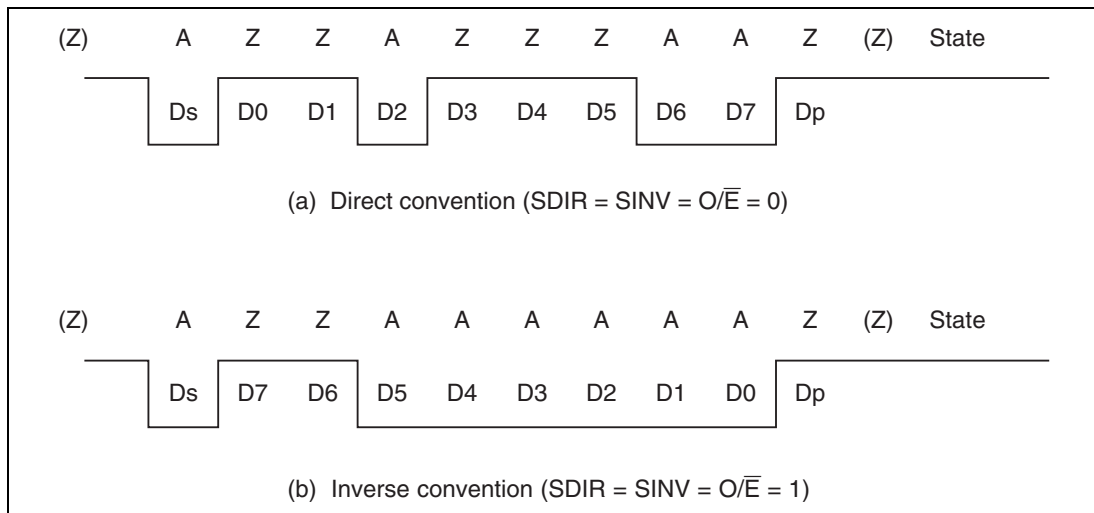 (Z) A Z Z A Z Z Z A A Z (Z) State
Ds D0 D1 D2 D3 D4 D5 D6 D7 Dp
(a) Direct convention (SDIR = SINV = O/E̅ = 0)
(Z) A Z Z A A A A A A Z (Z) State
Ds D7 D6 D5 D4 D3 D2 D1 D0 Dp
(b) Inverse convention (SDIR = SINV = O/E̅ = 1)